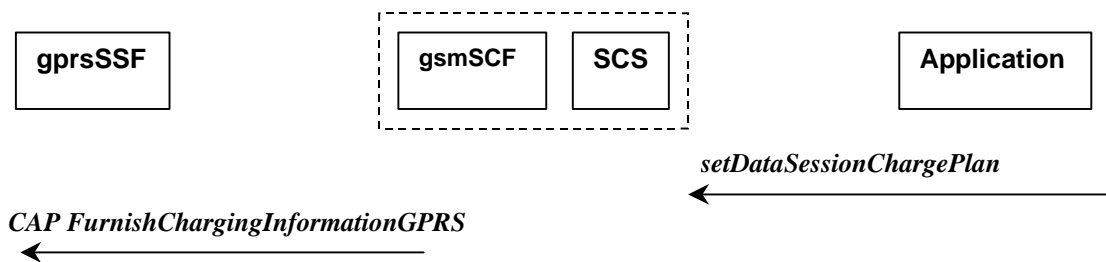 gprsSSF
gsmSCF
SCS
Application
setDataSessionChargePlan
CAP FurnishChargingInformationGPRS